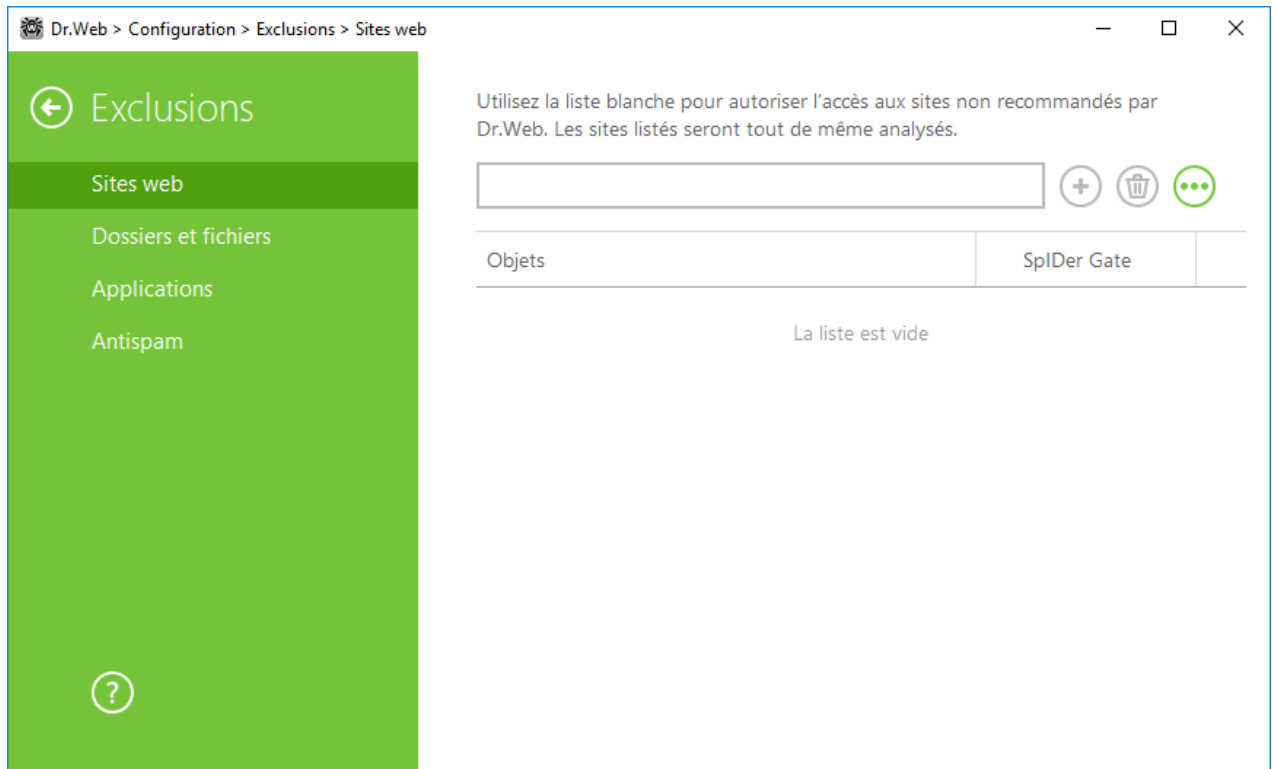 Dr.Web > Configuration > Exclusions > Sites web
Exclusions
Sites web
Dossiers et fichiers
Applications
Antispam
?
Utilisez la liste blanche pour autoriser l'accès aux sites non recommandés par
Dr.Web. Les sites listés seront tout de même analysés.
Objets
SpIDer Gate
La liste est vide